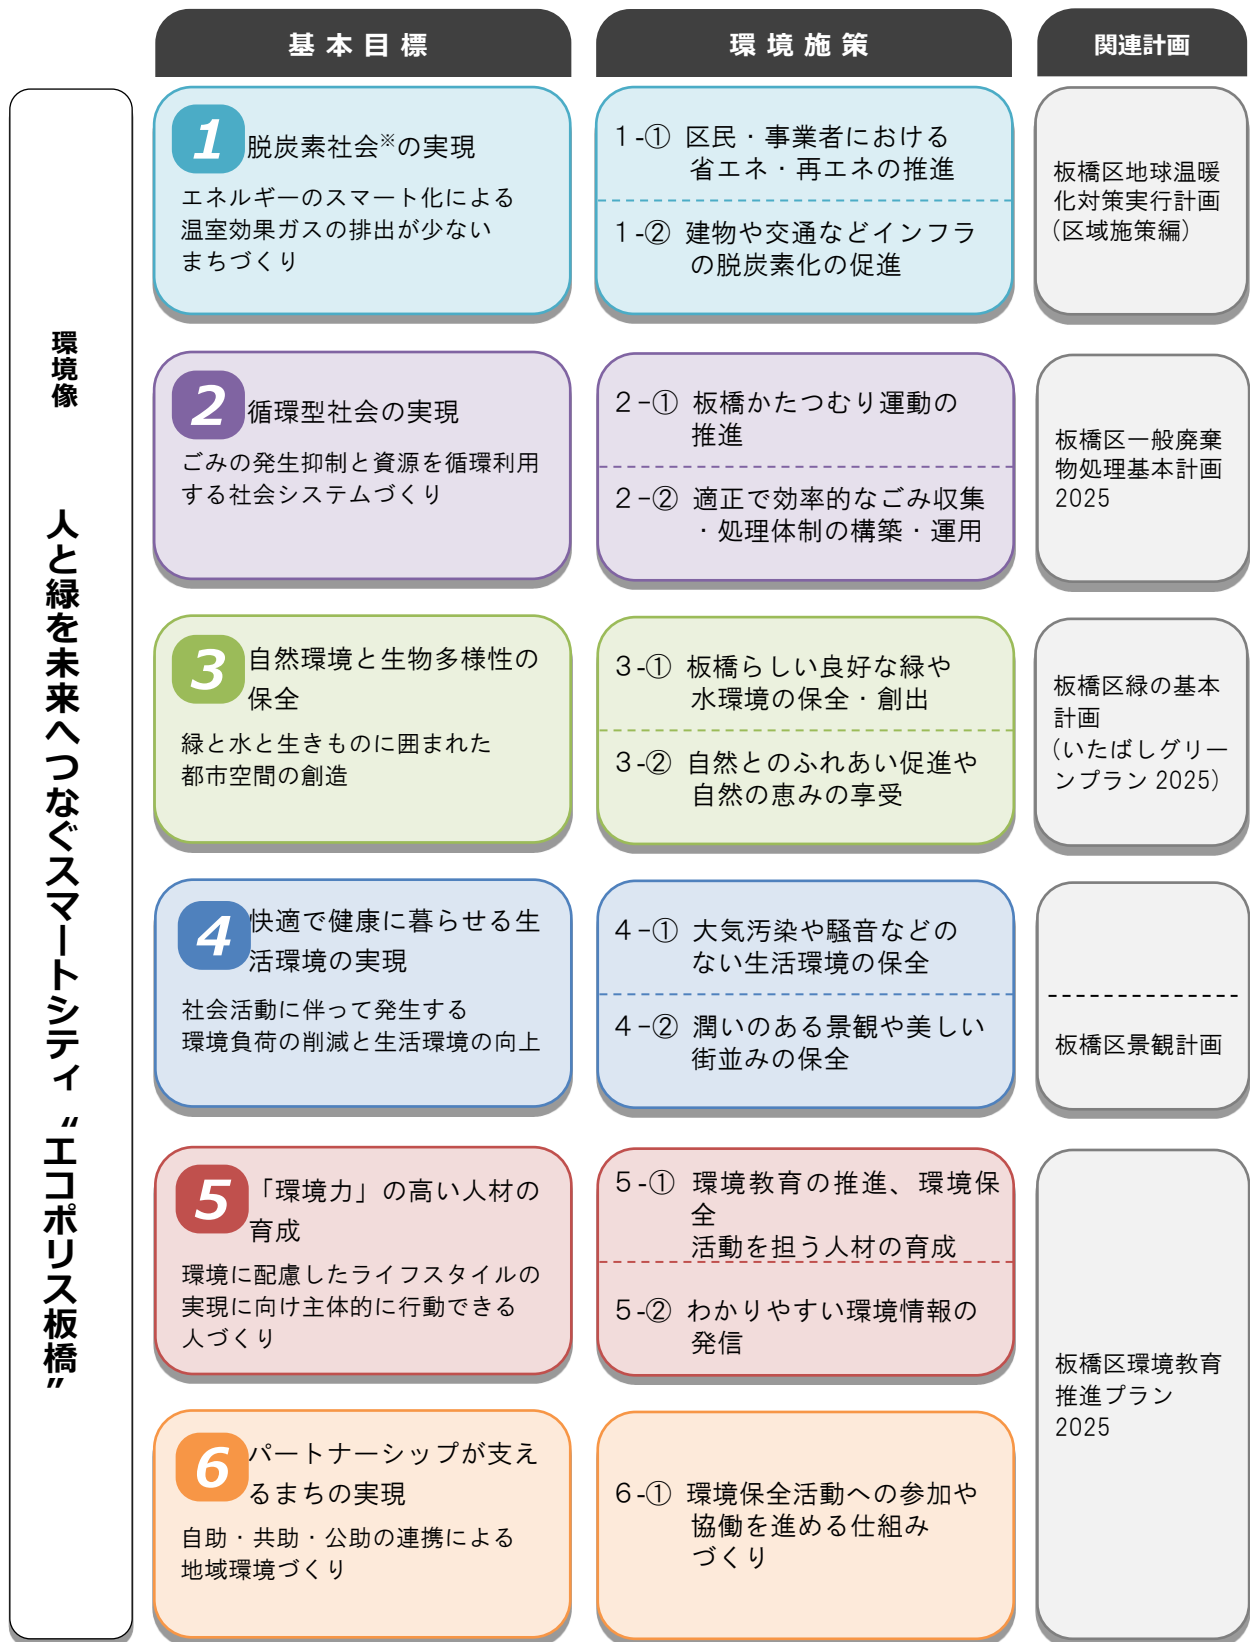 基本目標
環境施策
関連計画
環境像
人と緑を未来へつなぐスマートシティ“エコポリス板橋”
1
脱炭素社会※の実現
エネルギーのスマート化による
温室効果ガスの排出が少ない
まちづくり
1-① 区民・事業者における
省エネ・再エネの推進
1-② 建物や交通などインフラ
の脱炭素化の促進
板橋区地球温暖
化対策実行計画
(区域施策編)
2
循環型社会の実現
ごみの発生抑制と資源を循環利用
する社会システムづくり
2-① 板橋かたつむり運動の
推進
2-② 適正で効率的なごみ収集
・処理体制の構築・運用
板橋区一般廃棄
物処理基本計画
2025
3
自然環境と生物多様性の
保全
緑と水と生きものに囲まれた
都市空間の創造
3-① 板橋らしい良好な緑や
水環境の保全・創出
3-② 自然とのふれあい促進や
自然の恵みの享受
板橋区緑の基本
計画
(いたばしグリー
ンプラン 2025)
4
快適で健康に暮らせる生
活環境の実現
社会活動に伴って発生する
環境負荷の削減と生活環境の向上
4-① 大気汚染や騒音などの
ない生活環境の保全
4-② 潤いのある景観や美しい
街並みの保全
板橋区景観計画
5
「環境力」の高い人材の
育成
環境に配慮したライフスタイルの
実現に向け主体的に行動できる
人づくり
5-① 環境教育の推進、環境保
全
活動を担う人材の育成
5-② わかりやすい環境情報の
発信
板橋区環境教育
推進プラン
2025
6
パートナーシップが支え
るまちの実現
自助・共助・公助の連携による
地域環境づくり
6-① 環境保全活動への参加や
協働を進める仕組み
づくり